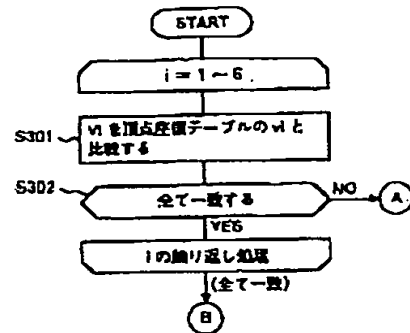 START
i = 1 ~ 6
S301
Vi を頂点座標テーブルの vi と
比較する
S302
全て一致する
NO
A
YES
i の繰り返し処理
(全て一致)
B